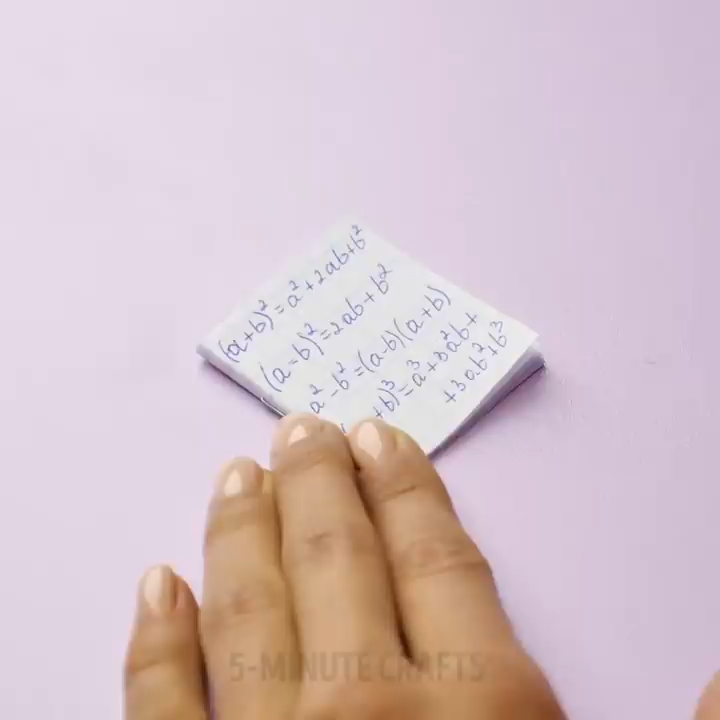 (a+b)²=a²+2ab+b²
(a-b)²=2ab+b²
a²-b²=(a-b)(a+b)
+b)³=a³+3a²b+
+3ab²+b³
5-MINUTE CRAFTS